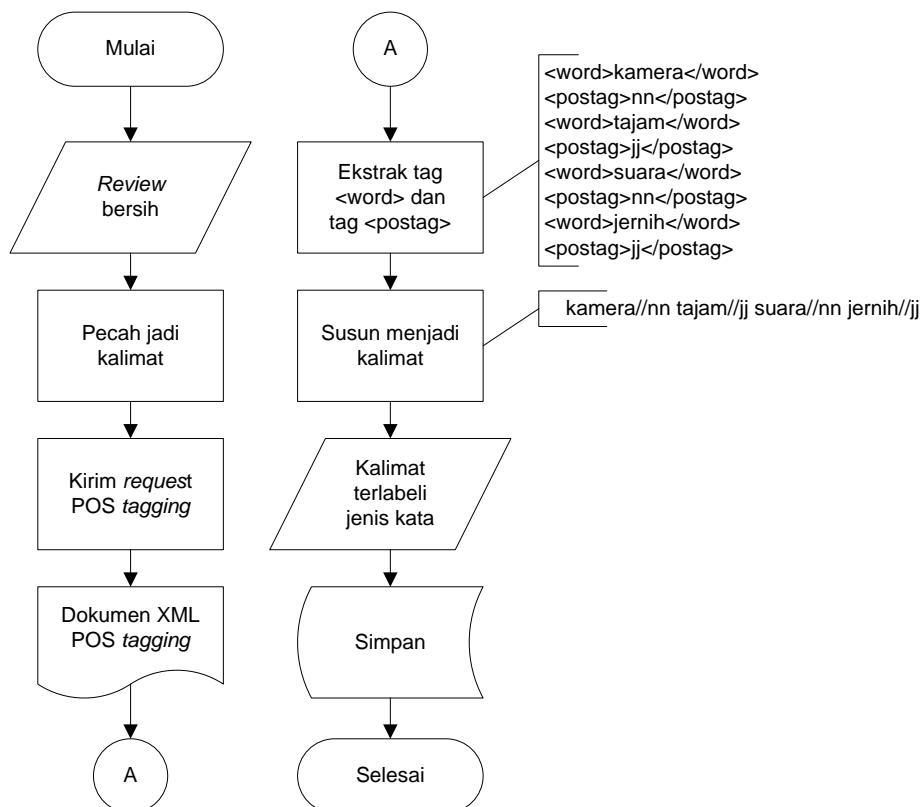 Mulai
Review
bersih
Pecah jadi
kalimat
Kirim request
POS tagging
Dokumen XML
POS tagging
A
A
Ekstrak tag
<word> dan
tag <postag>
<word>kamera</word>
<postag>nn</postag>
<word>tajam</word>
<postag>jj</postag>
<word>suara</word>
<postag>nn</postag>
<word>jernih</word>
<postag>jj</postag>
Susun menjadi
kalimat
kamera//nn tajam//jj suara//nn jernih//jj
Kalimat
terlabeli
jenis kata
Simpan
Selesai